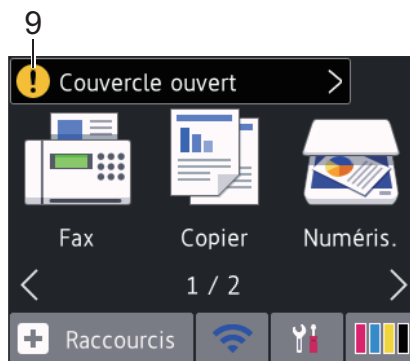 9
! Couvercle ouvert >
Fax Copier Numéris.
< 1 / 2 >
+ Raccourcis